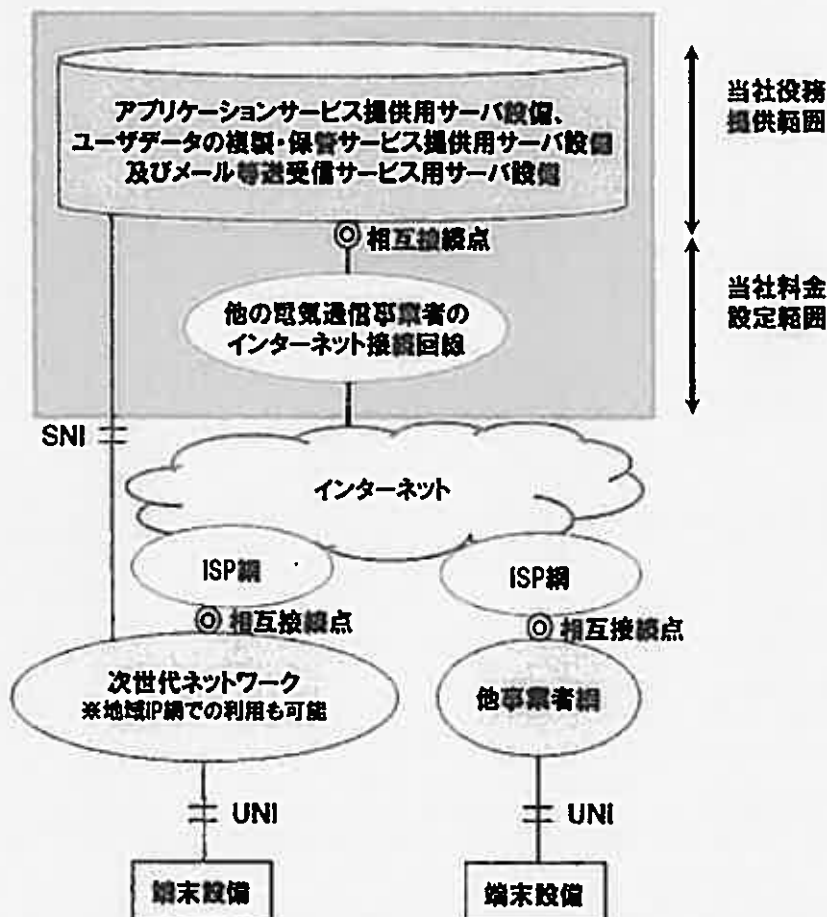 アプリケーションサービス提供用サーバ設備、
ユーザデータの複製・保管サービス提供用サーバ設備
及びメール等送受信サービス用サーバ設備
当社役務
提供範囲
相互接続点
当社料金
設定範囲
他の電気通信事業者の
インターネット接続回線
SNI
インターネット
ISP網
ISP網
相互接続点
相互接続点
次世代ネットワーク
※地域IP網での利用も可能
他事業者網
UNI
UNI
端末設備
端末設備